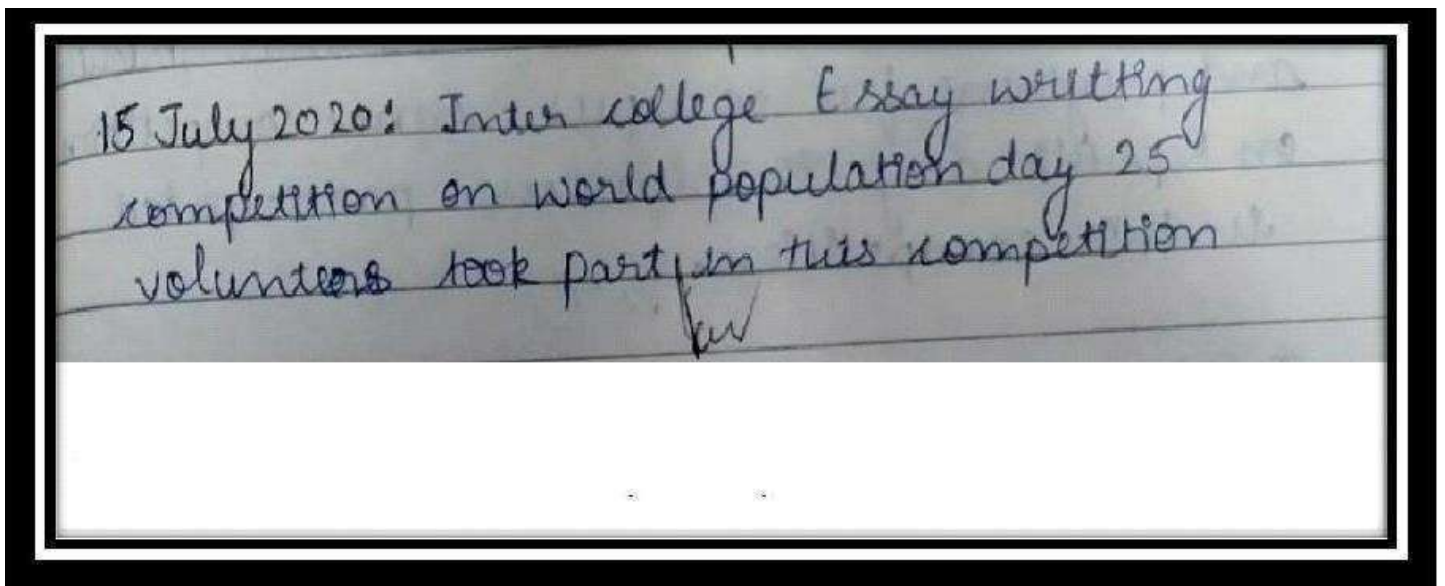 15 July 2020: Inter college Essay writting
competition on world population day 25
volunteers took part in this competition